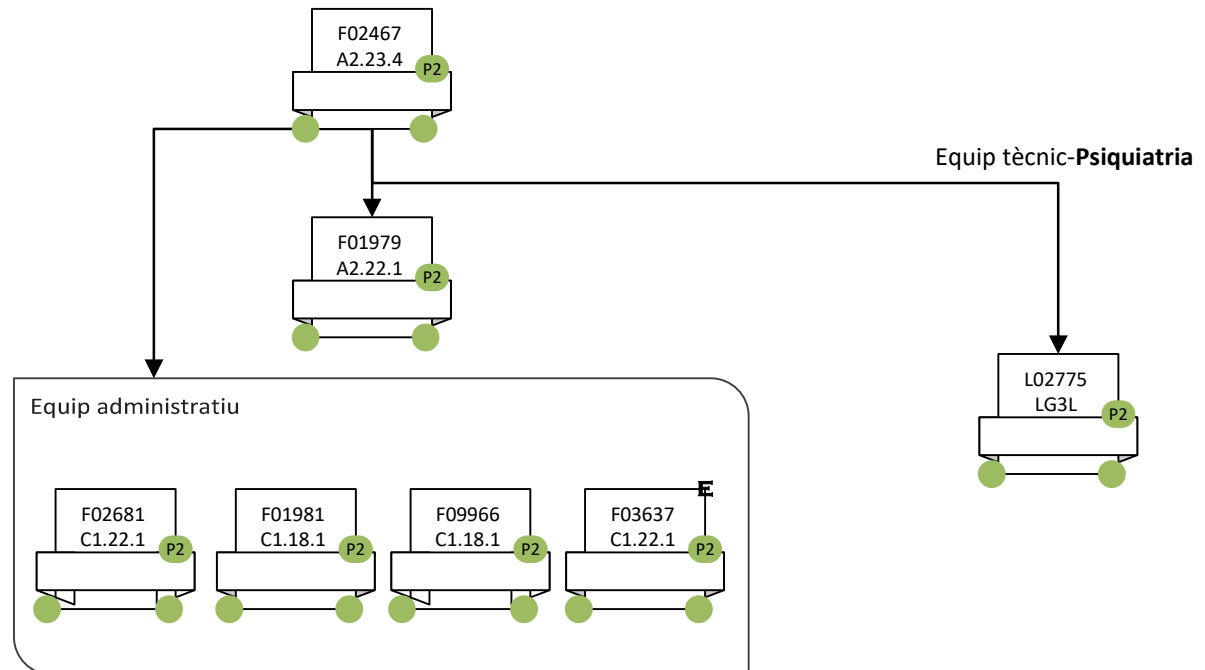 F02467
A2.23.4
P2
Equip tècnic-Psiquiatria
F01979
A2.22.1
P2
L02775
LG3L
P2
Equip administratiu
F02681
C1.22.1
P2
F01981
C1.18.1
P2
F09966
C1.18.1
P2
E
F03637
C1.22.1
P2